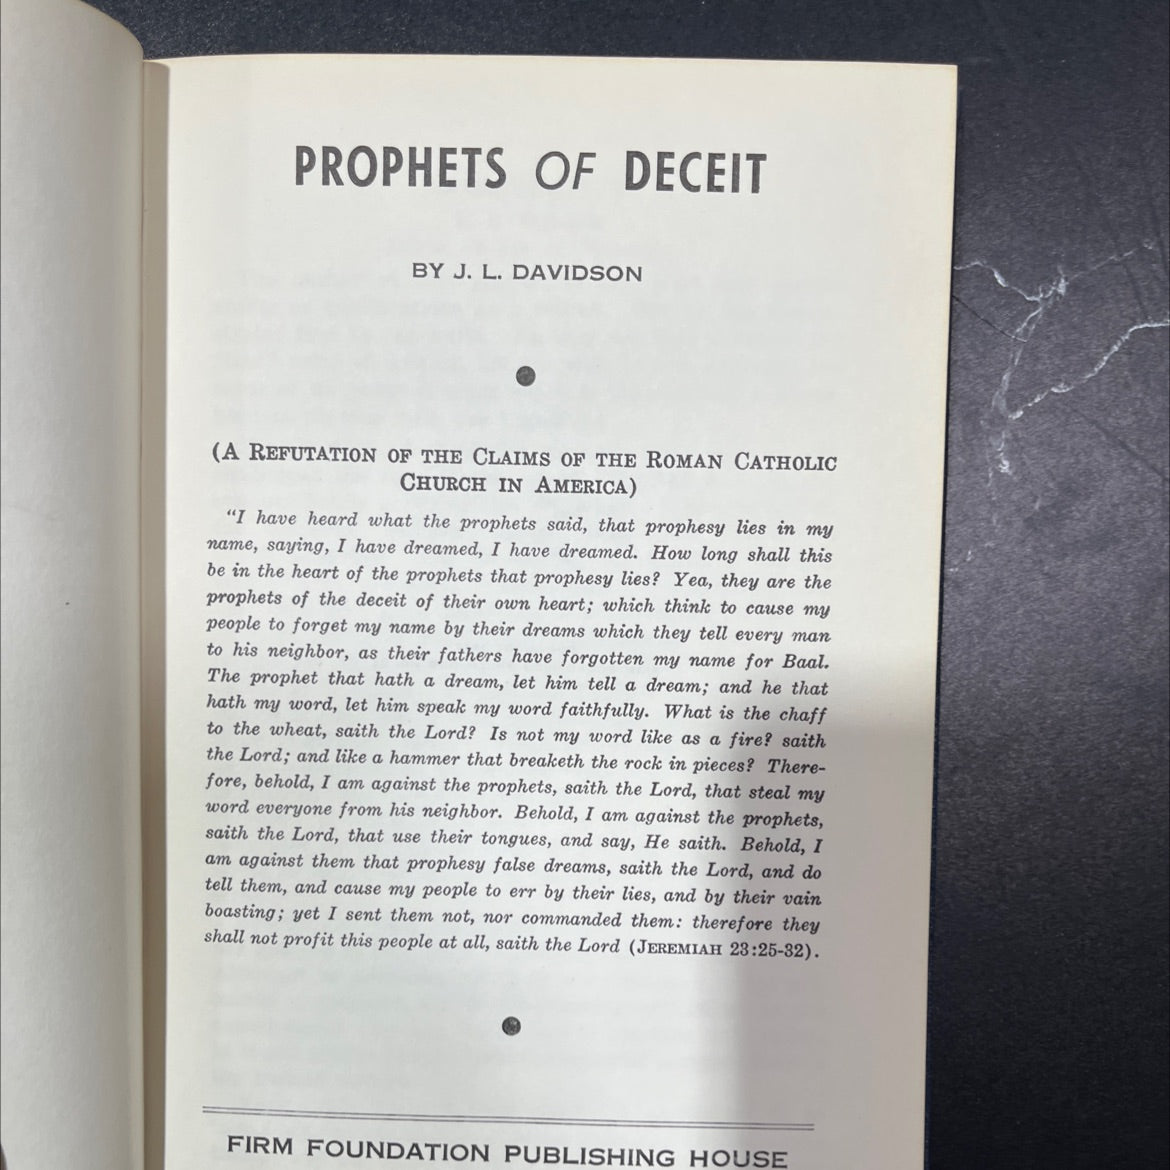 PROPHETS OF DECEIT
BY J. L. DAVIDSON
(A REFUTATION OF THE CLAIMS OF THE ROMAN CATHOLIC
CHURCH IN AMERICA)
"I have heard what the prophets said, that prophesy lies in my
name, saying, I have dreamed, I have dreamed. How long shall this
be in the heart of the prophets that prophesy lies? Yea, they are the
prophets of the deceit of their own heart; which think to cause my
people to forget my name by their dreams which they tell every man
to his neighbor, as their fathers have forgotten my name for Baal.
The prophet that hath a dream, let him tell a dream; and he that
hath my word, let him speak my word faithfully. What is the chaff
to the wheat, saith the Lord? Is not my word like as a fire? saith
the Lord; and like a hammer that breaketh the rock in pieces? There-
fore, behold, I am against the prophets, saith the Lord, that steal my
word everyone from his neighbor. Behold, I am against the prophets,
saith the Lord, that use their tongues, and say, He saith. Behold, I
am against them that prophesy false dreams, saith the Lord, and do
tell them, and cause my people to err by their lies, and by their vain
boasting; yet I sent them not, nor commanded them: therefore they
shall not profit this people at all, saith the Lord (JEREMIAH 23:25-32).
FIRM FOUNDATION PUBLISHING HOUSE